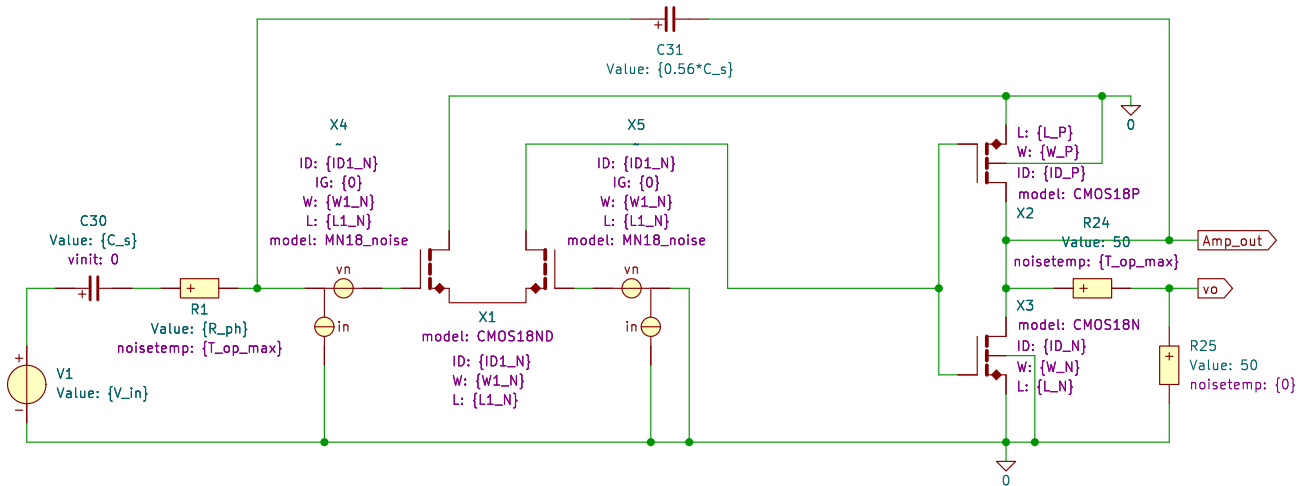 C31
Value: {0.56*C_s}
X4
~
ID: {ID1_N}
IG: {0}
W: {W1_N}
L: {L1_N}
model: MN18_noise
X5
~
ID: {ID1_N}
IG: {0}
W: {W1_N}
L: {L1_N}
model: MN18_noise
0
L: {L_P}
W: {W_P}
ID: {ID_P}
model: CMOS18P
X2
C30
Value: {C_s}
vinit: 0
R24
Value: 50
noisetemp: {T_op_max}
Amp_out
vo
vn
vn
in
in
R1
Value: {R_ph}
noisetemp: {T_op_max}
X1
model: CMOS18ND
ID: {ID1_N}
W: {W1_N}
L: {L1_N}
X3
model: CMOS18N
ID: {ID_N}
W: {W_N}
L: {L_N}
R25
Value: 50
noisetemp: {0}
V1
Value: {V_in}
0